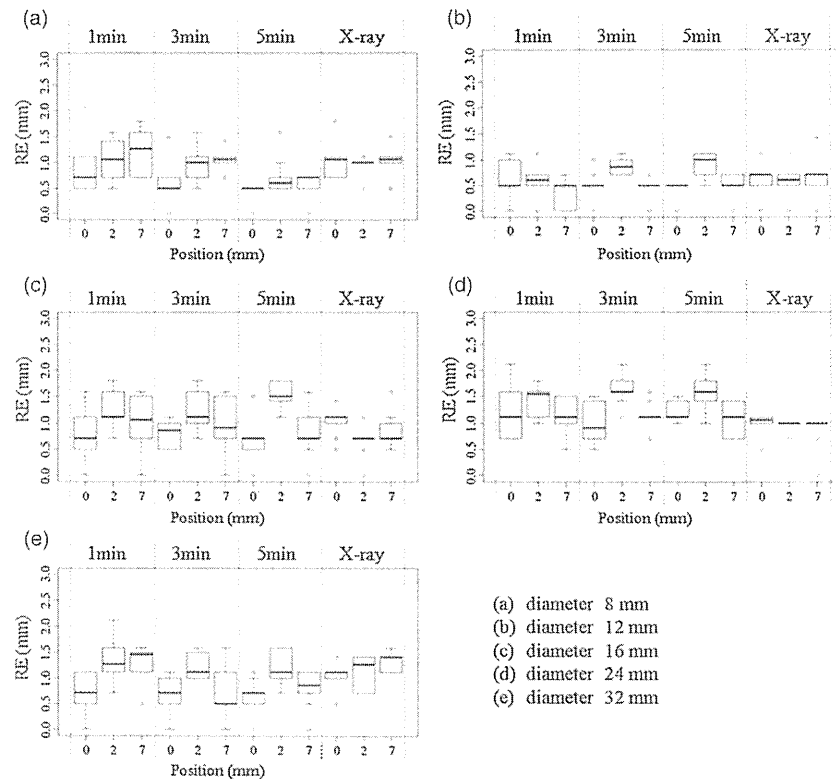 (a)
1min 3min 5min X-ray
RE (mm)
3.0
2.5
2.0
1.5
1.0
0.5
0.0
0 2 7 0 2 7 0 2 7 0 2 7
Position (mm)
(b)
1min 3min 5min X-ray
RE (mm)
3.0
2.5
2.0
1.5
1.0
0.5
0.0
0 2 7 0 2 7 0 2 7 0 2 7
Position (mm)
(c)
1min 3min 5min X-ray
RE (mm)
3.0
2.5
2.0
1.5
1.0
0.5
0.0
0 2 7 0 2 7 0 2 7 0 2 7
Position (mm)
(d)
1min 3min 5min X-ray
RE (mm)
3.0
2.5
2.0
1.5
1.0
0.5
0.0
0 2 7 0 2 7 0 2 7 0 2 7
Position (mm)
(e)
1min 3min 5min X-ray
RE (mm)
3.0
2.5
2.0
1.5
1.0
0.5
0.0
0 2 7 0 2 7 0 2 7 0 2 7
Position (mm)
(a) diameter 8 mm
(b) diameter 12 mm
(c) diameter 16 mm
(d) diameter 24 mm
(e) diameter 32 mm